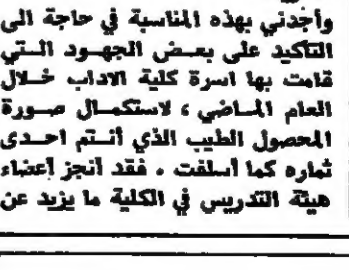 وأجدني بهذه المناسبة في حاجة الى
التأكيد على بعض الجهود التي
قامت بها اسرة كلية الاداب خلال
العام الماضي ، لاستكمال صورة
المحصول الطيب الذي أنتم احدى
ثماره كما أسلفت . فقد أنجز أعضاء
هيئة التدريس في الكلية ما يزيد عن